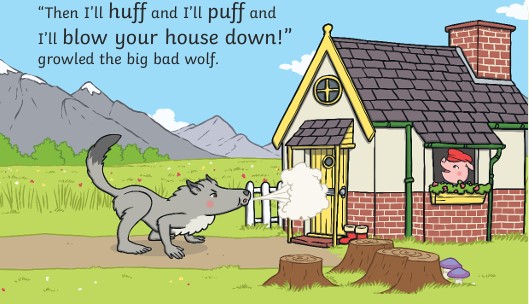 “Then I’ll huff and I’ll puff and
I’ll blow your house down!”
growled the big bad wolf.